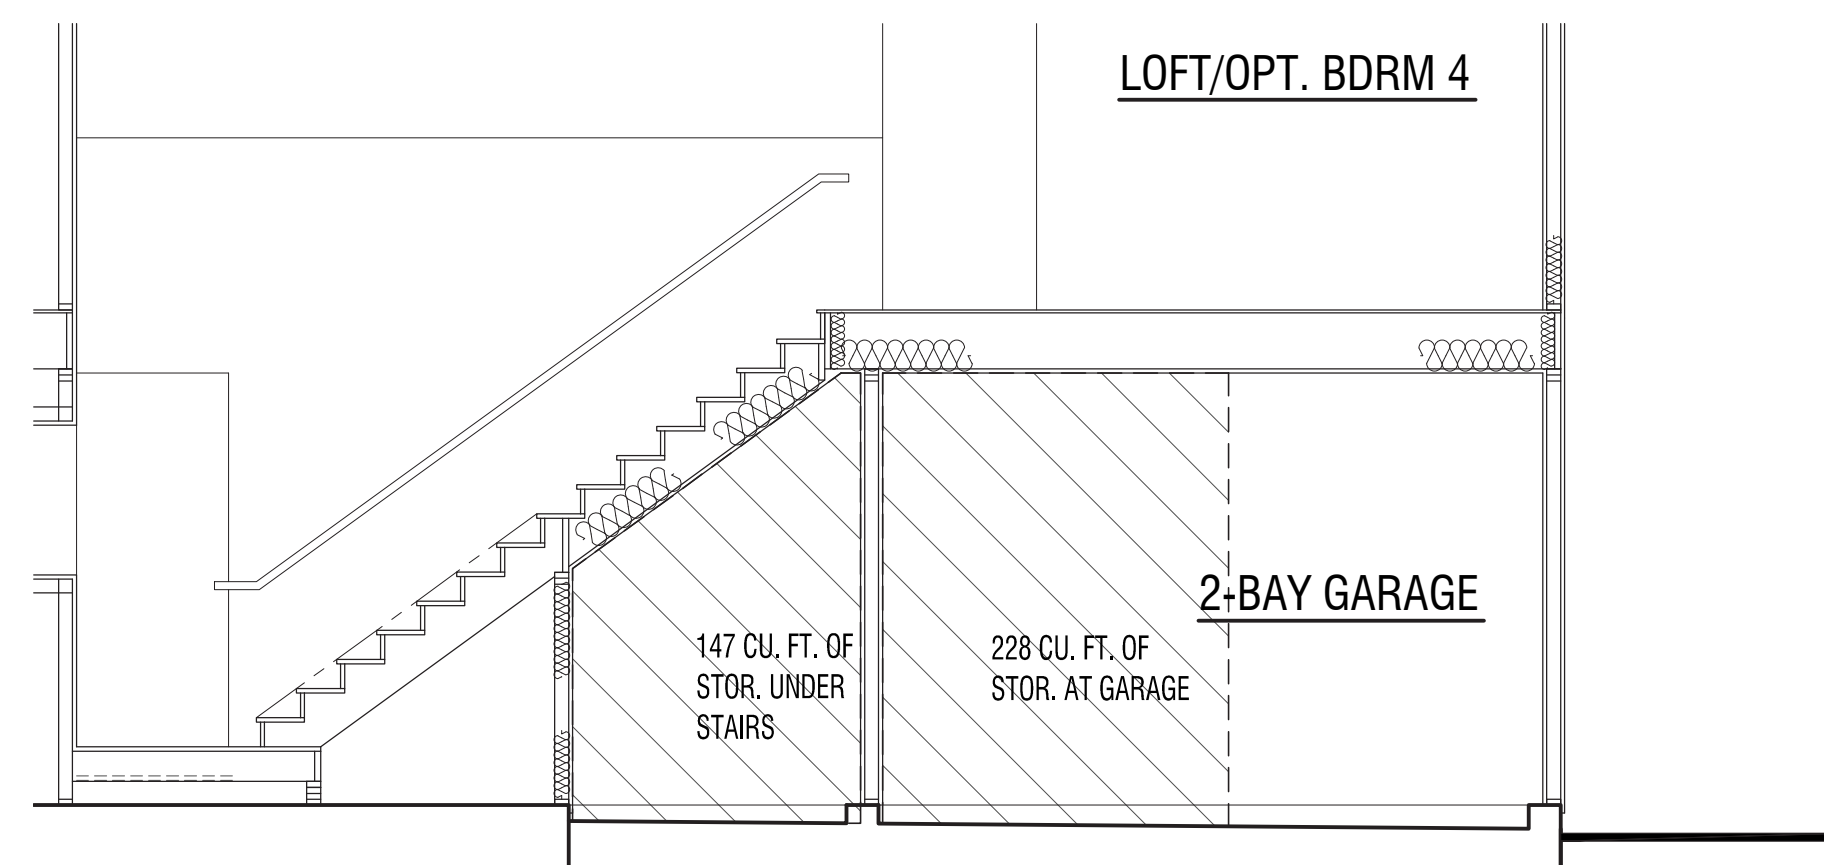 LOFT/OPT. BDRM 4
2-BAY GARAGE
147 CU. FT. OF
STOR. UNDER
STAIRS
228 CU. FT. OF
STOR. AT GARAGE